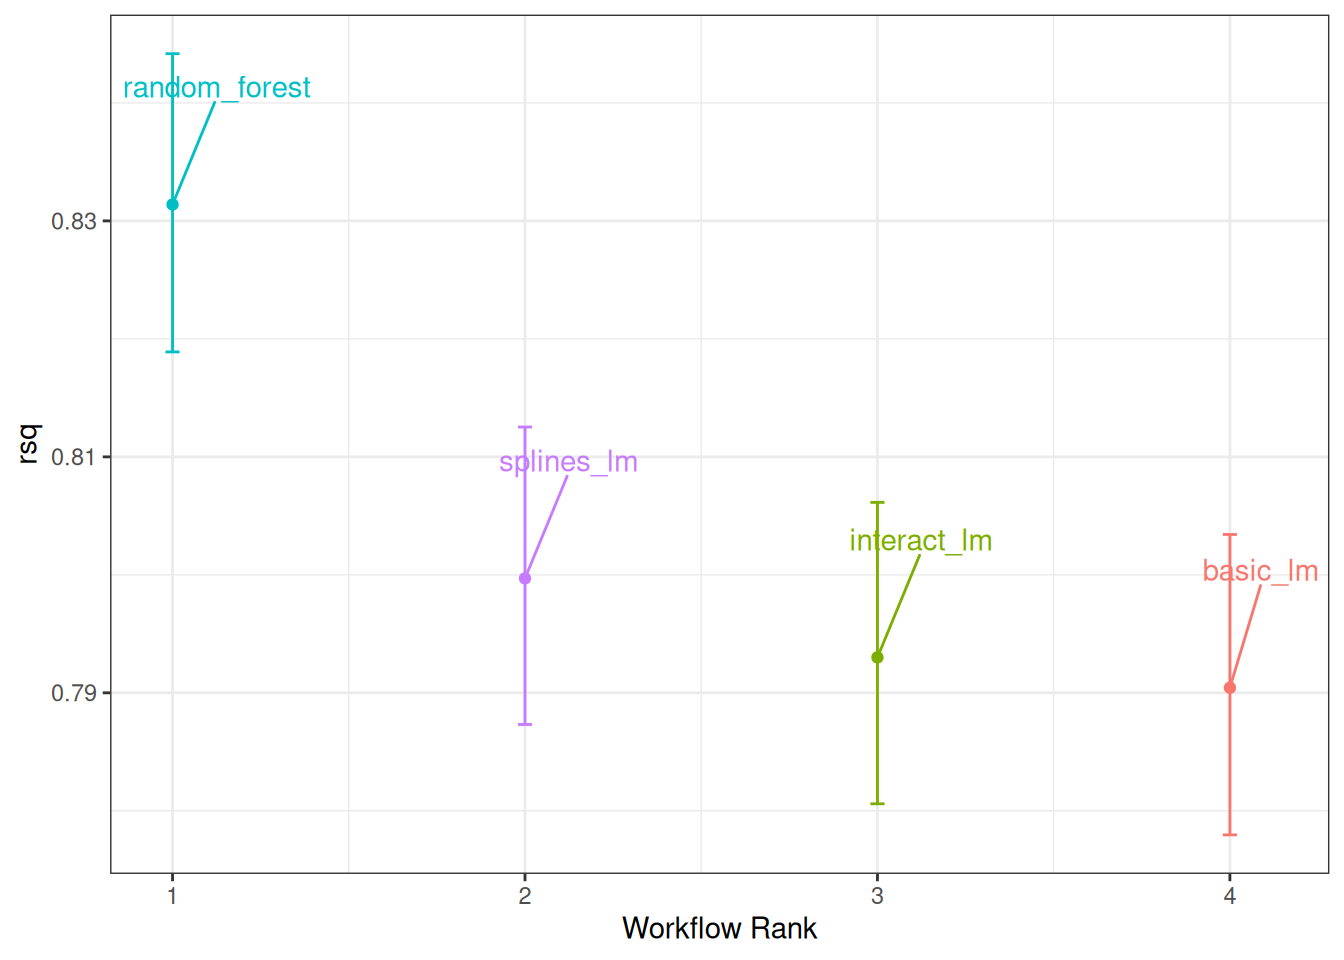 random_forest
0.83
rsq
0.81
splines_lm
interact_lm
basic_lm
0.79
1
2
3
4
Workflow Rank